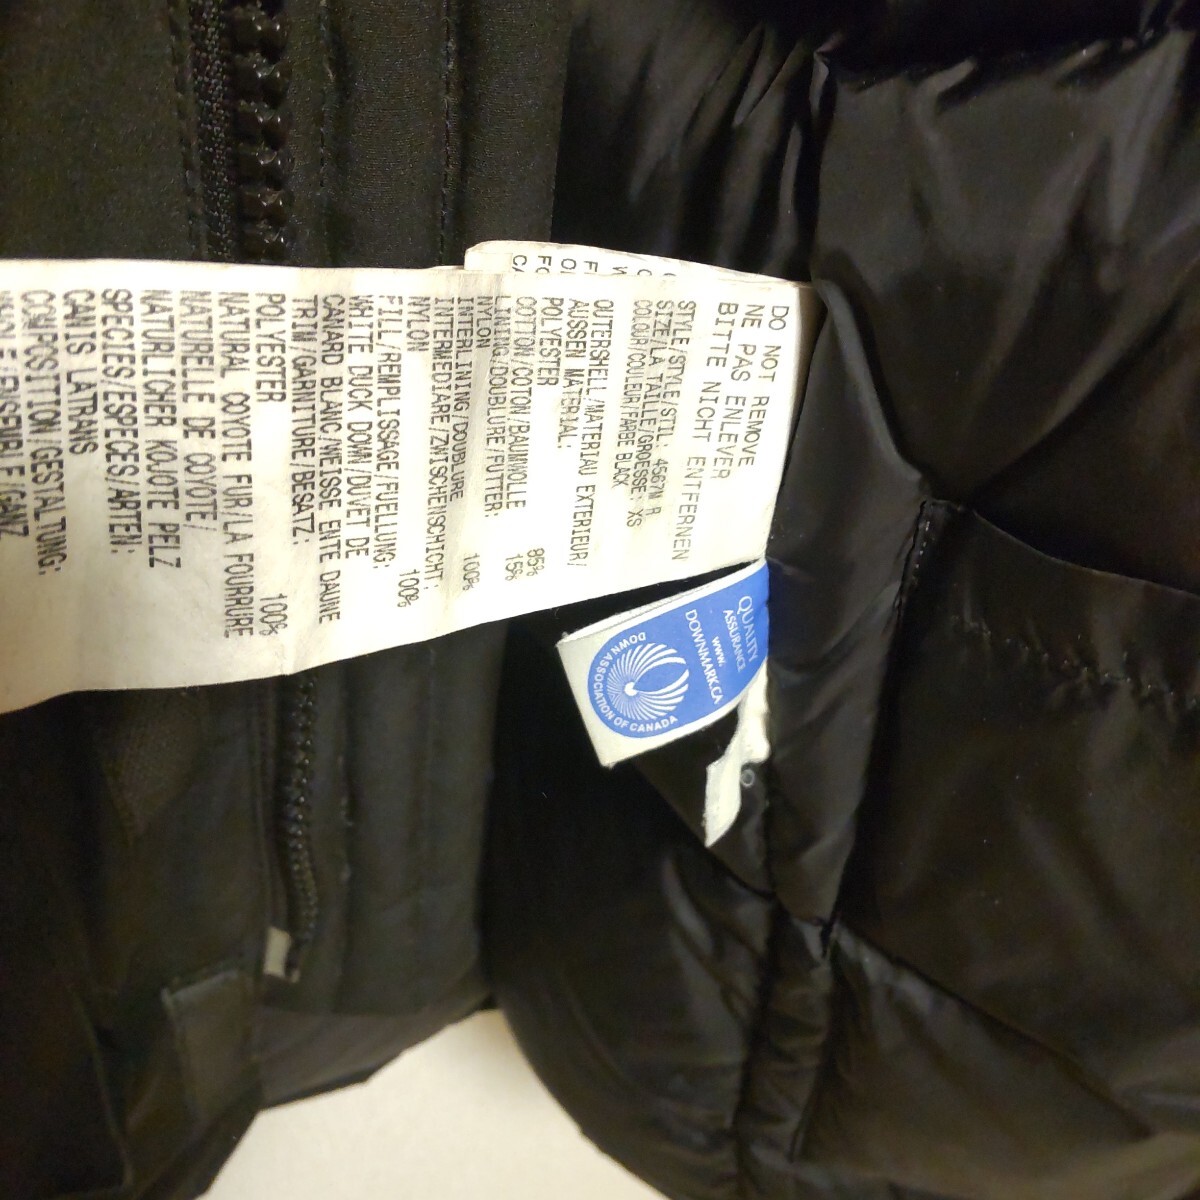 DO NOT REMOVE
NE PAS ENLEVER
BITTE NICHT ENTFERNEN
STYLE/STYLE/STIL: 4567M R
SIZE/LA TAILLE/GROESSE: XS
COLOUR/COULEUR/FARBE BLACK
OUTERSHELL/MATERIAU EXTERIEUR/
AUSSEN MATERIAL:
POLYESTER 85%
COTTON/COTON/BAUMWOLLE 15%
LINING/DOUBLURE/FUTTER:
NYLON 100%
INTERLINING/DOUBLURE
INTERMEDIARE/ZWISCHENSCHICHT:
NYLON 100%
FILL/REMPLISSAGE/FUELLUNG:
WHITE DUCK DOWN/DUVET DE
CANARD BLANC/WEISSE ENTE DAUNE
TRIM/GARNITURE/BESATZ:
POLYESTER 100%
NATURAL COYOTE FUR/LA FOURRURE
NATURELLE DE COYOTE/
NATURLICHER KOJOTE PELZ
SPECIES/ESPECES/ARTEN:
CANIS LATRANS
COMPOSITION/GESTALTUNG:
QUALITY
ASSURANCE
www.
DOWNMARK.CA
DOWN ASSOCIATION OF CANADA